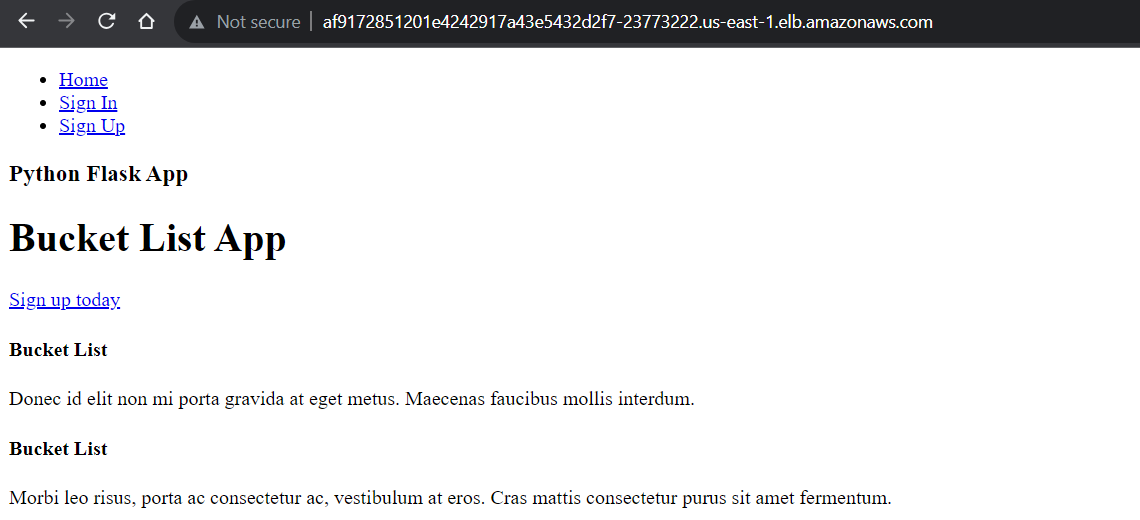 Not secure | af9172851201e4242917a43e5432d2f7-23773222.us-east-1.elb.amazonaws.com
Home
Sign In
Sign Up
Python Flask App
Bucket List App
Sign up today
Bucket List
Donec id elit non mi porta gravida at eget metus. Maecenas faucibus mollis interdum.
Bucket List
Morbi leo risus, porta ac consectetur ac, vestibulum at eros. Cras mattis consectetur purus sit amet fermentum.